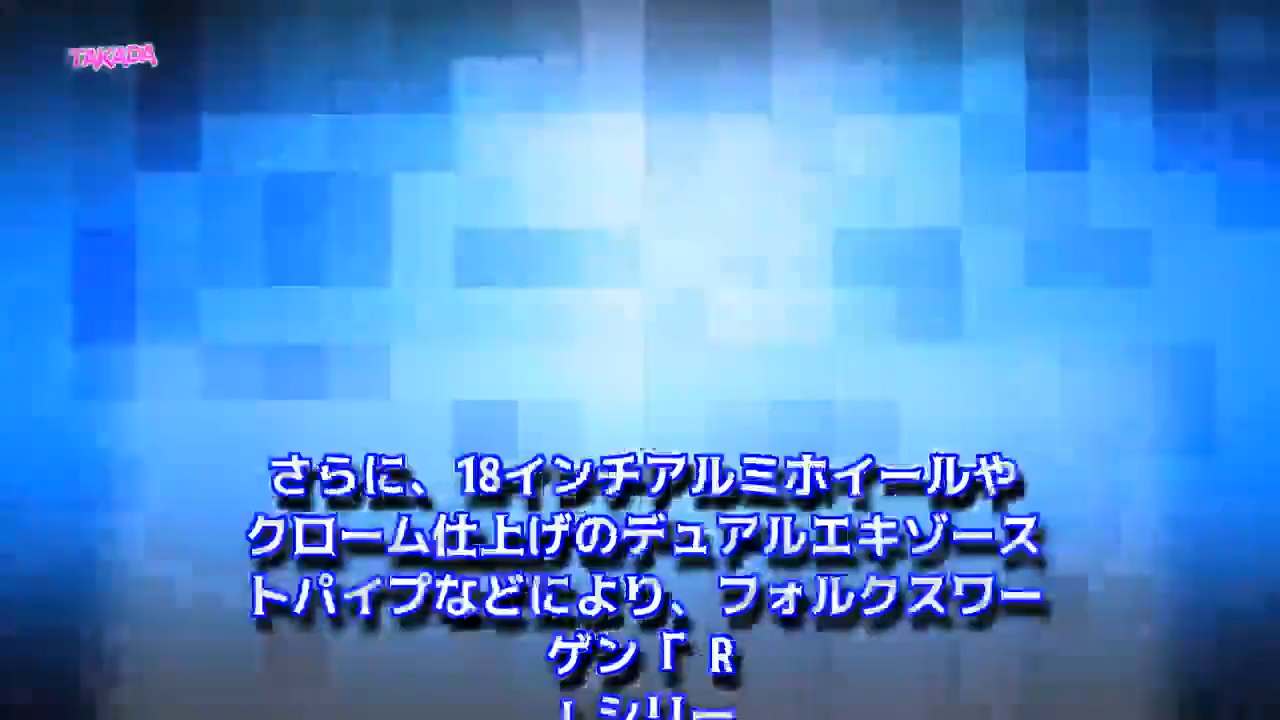 TAKADA
さらに、18インチアルミホイールや
クローム仕上げのデュアルエキゾース
トパイプなどにより、フォルクスワー
ゲン「 R
」シリー